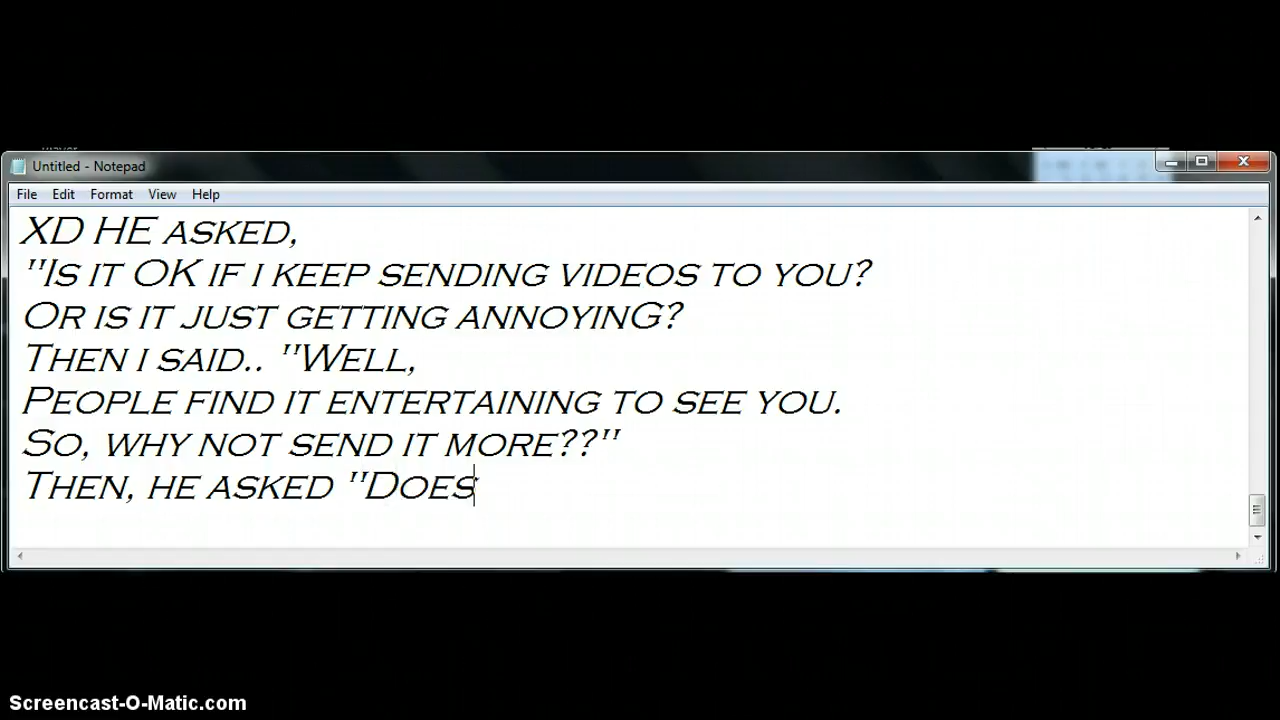 Untitled - Notepad
File Edit Format View Help
XD HE asked,
"Is it OK if i keep sending videos to you?
Or is it just getting annoyinG?
Then i said.. "Well,
People find it entertaining to see you.
So, why not send it more??"
Then, he asked "Does
Screencast-O-Matic.com